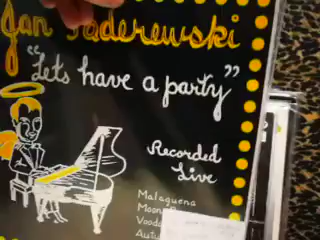 Jan Paderewski
"Lets have a party"
Recorded
Live
Malaguena